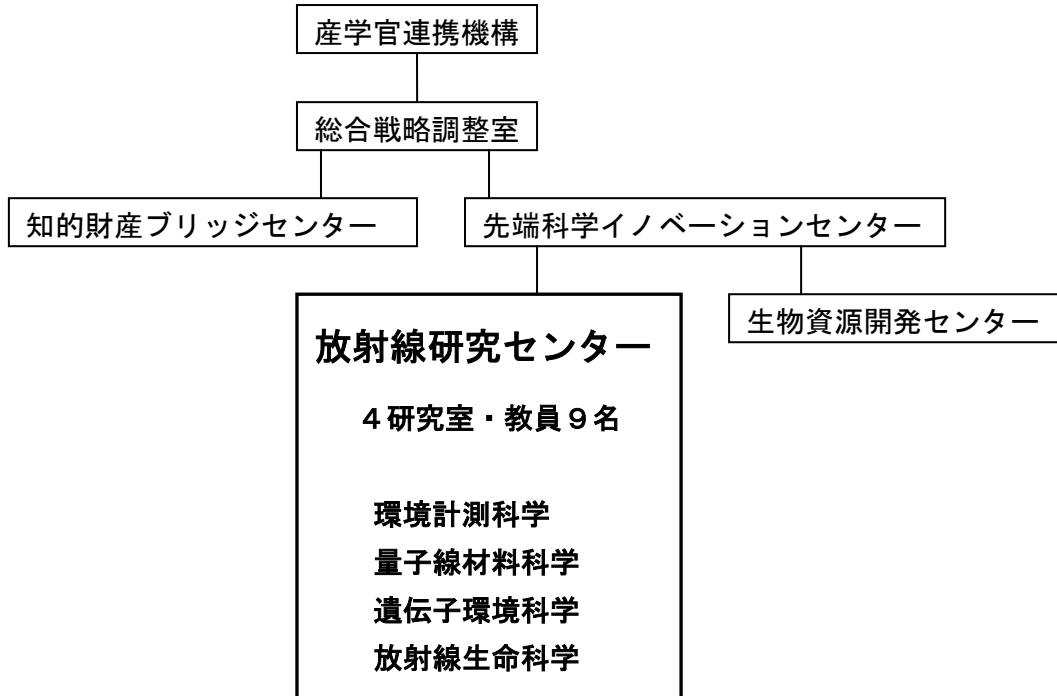 産学官連携機構
総合戦略調整室
知的財産ブリッジセンター
先端科学イノベーションセンター
生物資源開発センター
放射線研究センター
４研究室・教員９名
環境計測科学
量子線材料科学
遺伝子環境科学
放射線生命科学